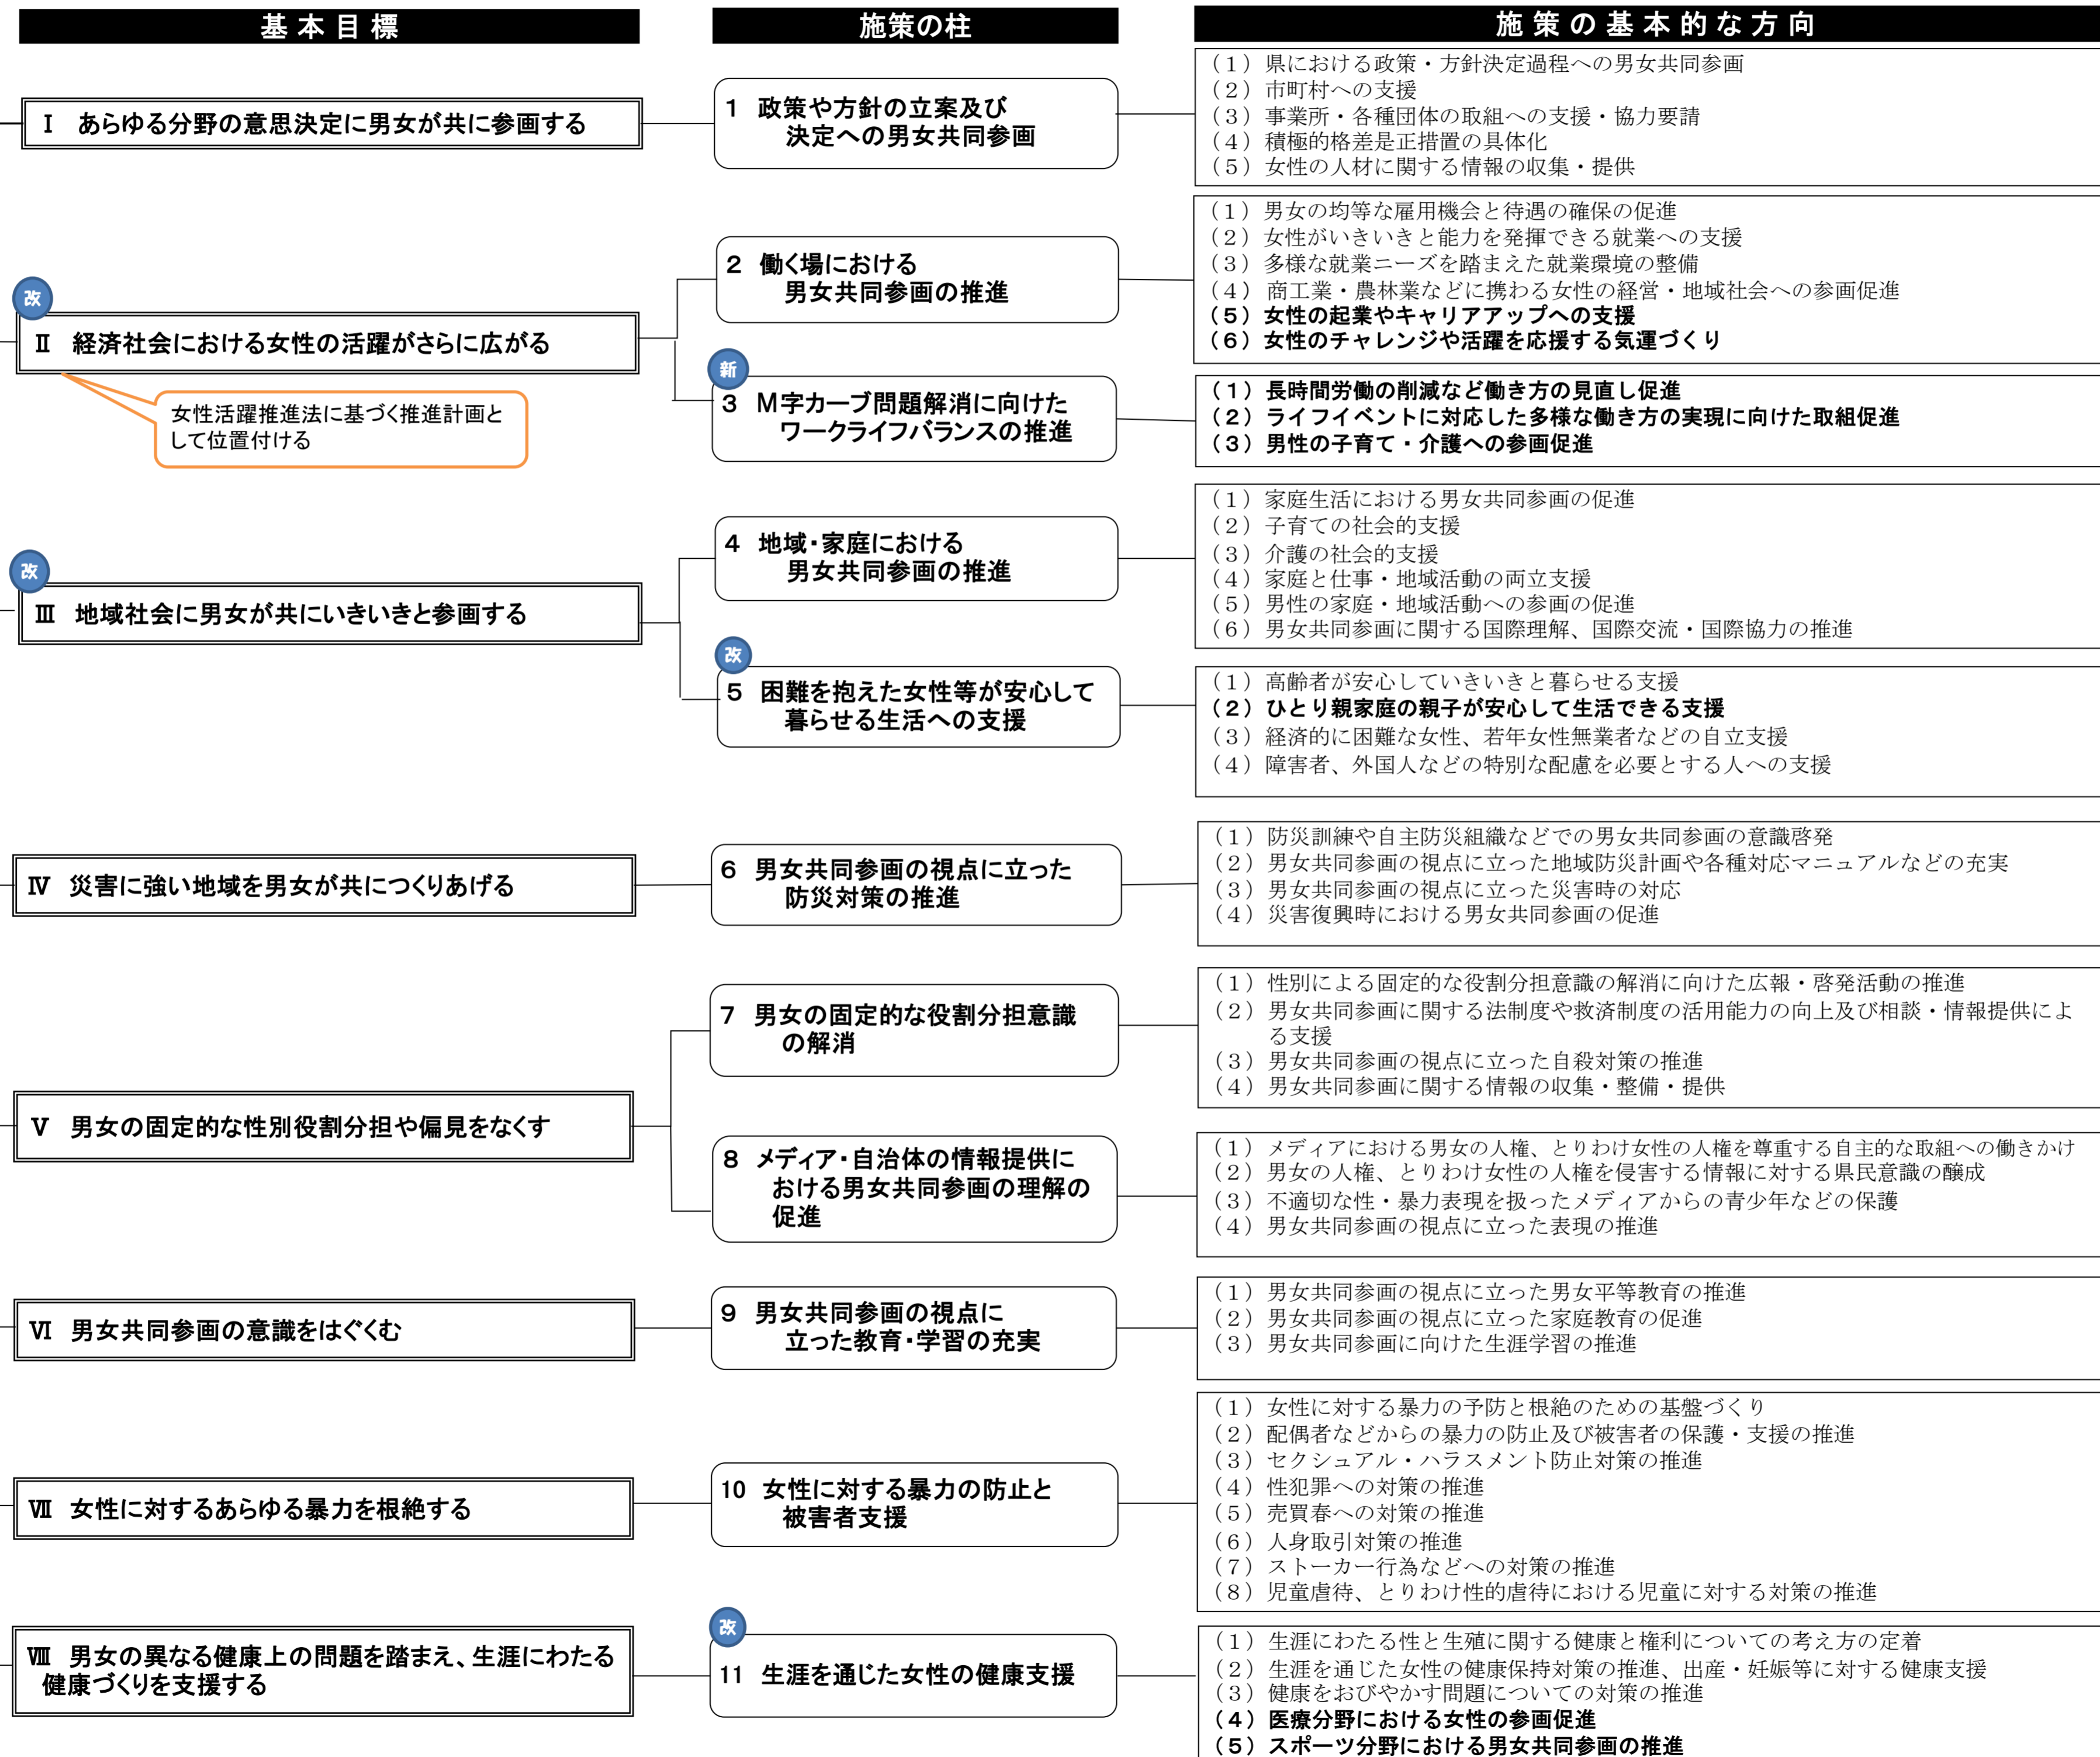 基本目標
施策の柱
施策の基本的な方向
Ⅰ あらゆる分野の意思決定に男女が共に参画する
1 政策や方針の立案及び
決定への男女共同参画
(1)県における政策・方針決定過程への男女共同参画
(2)市町村への支援
(3)事業所・各種団体の取組への支援・協力要請
(4)積極的格差是正措置の具体化
(5)女性の人材に関する情報の収集・提供
改
Ⅱ 経済社会における女性の活躍がさらに広がる
女性活躍推進法に基づく推進計画と
して位置付ける
2 働く場における
男女共同参画の推進
(1)男女の均等な雇用機会と待遇の確保の促進
(2)女性がいきいきと能力を発揮できる就業への支援
(3)多様な就業ニーズを踏まえた就業環境の整備
(4)商工業・農林業などに携わる女性の経営・地域社会への参画促進
(5)女性の起業やキャリアアップへの支援
(6)女性のチャレンジや活躍を応援する気運づくり
新
3 M字カーブ問題解消に向けた
ワークライフバランスの推進
(1)長時間労働の削減など働き方の見直し促進
(2)ライフイベントに対応した多様な働き方の実現に向けた取組促進
(3)男性の子育て・介護への参画促進
改
Ⅲ 地域社会に男女が共にいきいきと参画する
4 地域・家庭における
男女共同参画の推進
(1)家庭生活における男女共同参画の促進
(2)子育ての社会的支援
(3)介護の社会的支援
(4)家庭と仕事・地域活動の両立支援
(5)男性の家庭・地域活動への参画の促進
(6)男女共同参画に関する国際理解、国際交流・国際協力の推進
改
5 困難を抱えた女性等が安心して
暮らせる生活への支援
(1)高齢者が安心していきいきと暮らせる支援
(2)ひとり親家庭の親子が安心して生活できる支援
(3)経済的に困難な女性、若年女性無業者などの自立支援
(4)障害者、外国人などの特別な配慮を必要とする人への支援
Ⅳ 災害に強い地域を男女が共につくりあげる
6 男女共同参画の視点に立った
防災対策の推進
(1)防災訓練や自主防災組織などでの男女共同参画の意識啓発
(2)男女共同参画の視点に立った地域防災計画や各種対応マニュアルなどの充実
(3)男女共同参画の視点に立った災害時の対応
(4)災害復興時における男女共同参画の促進
Ⅴ 男女の固定的な性別役割分担や偏見をなくす
7 男女の固定的な役割分担意識
の解消
(1)性別による固定的な役割分担意識の解消に向けた広報・啓発活動の推進
(2)男女共同参画に関する法制度や救済制度の活用能力の向上及び相談・情報提供によ
る支援
(3)男女共同参画の視点に立った自殺対策の推進
(4)男女共同参画に関する情報の収集・整備・提供
8 メディア・自治体の情報提供に
おける男女共同参画の理解の
促進
(1)メディアにおける男女の人権、とりわけ女性の人権を尊重する自主的な取組への働きかけ
(2)男女の人権、とりわけ女性の人権を侵害する情報に対する県民意識の醸成
(3)不適切な性・暴力表現を扱ったメディアからの青少年などの保護
(4)男女共同参画の視点に立った表現の推進
Ⅵ 男女共同参画の意識をはぐくむ
9 男女共同参画の視点に
立った教育・学習の充実
(1)男女共同参画の視点に立った男女平等教育の推進
(2)男女共同参画の視点に立った家庭教育の促進
(3)男女共同参画に向けた生涯学習の推進
Ⅶ 女性に対するあらゆる暴力を根絶する
10 女性に対する暴力の防止と
被害者支援
(1)女性に対する暴力の予防と根絶のための基盤づくり
(2)配偶者などからの暴力の防止及び被害者の保護・支援の推進
(3)セクシュアル・ハラスメント防止対策の推進
(4)性犯罪への対策の推進
(5)売買春への対策の推進
(6)人身取引対策の推進
(7)ストーカー行為などへの対策の推進
(8)児童虐待、とりわけ性的虐待における児童に対する対策の推進
Ⅷ 男女の異なる健康上の問題を踏まえ、生涯にわたる
健康づくりを支援する
改
11 生涯を通じた女性の健康支援
(1)生涯にわたる性と生殖に関する健康と権利についての考え方の定着
(2)生涯を通じた女性の健康保持対策の推進、出産・妊娠等に対する健康支援
(3)健康をおびやかす問題についての対策の推進
(4)医療分野における女性の参画促進
(5)スポーツ分野における男女共同参画の推進